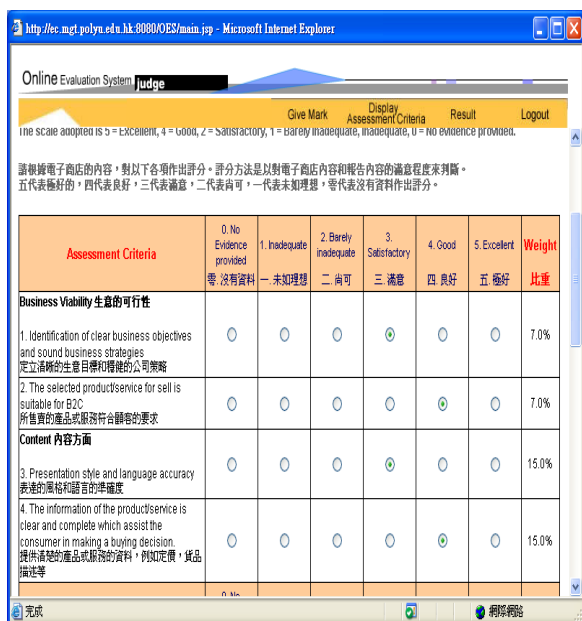 http://ec.mgt.polyu.edu.hk:8080/OES/main.jsp - Microsoft Internet Explorer
Online Evaluation System judge
Give Mark
Display Assessment Criteria
Result
Logout
The scale adopted is 5 = Excellent, 4 = Good, 2 = Satisfactory, 1 = Barely Inadequate, Inadequate, 0 = No evidence provided.
請根據電子商店的內容，對以下各項作出評分。評分方法是以對電子商店內容和報告內容的滿意程度來判斷。
五代表極好的，四代表良好，三代表滿意，二代表尚可，一代表未如理想，零代表沒有資料作出評分。
Assessment Criteria
0. No Evidence provided
零. 沒有資料
1. Inadequate
一. 未如理想
2. Barely inadequate
二. 尚可
3. Satisfactory
三. 滿意
4. Good
四. 良好
5. Excellent
五. 極好
Weight
比重
Business Viability 生意的可行性
1. Identification of clear business objectives
and sound business strategies
定立清晰的生意目標和穩健的公司策略
7.0%
2. The selected product/service for sell is
suitable for B2C
所售賣的產品或服務符合顧客的要求
7.0%
Content 內容方面
3. Presentation style and language accuracy
表達的風格和語言的準確度
15.0%
4. The information of the product/service is
clear and complete which assist the
consumer in making a buying decision.
提供清楚的產品或服務的資料，例如定價，貨品
描述等
15.0%
0. No
完成
網際網路